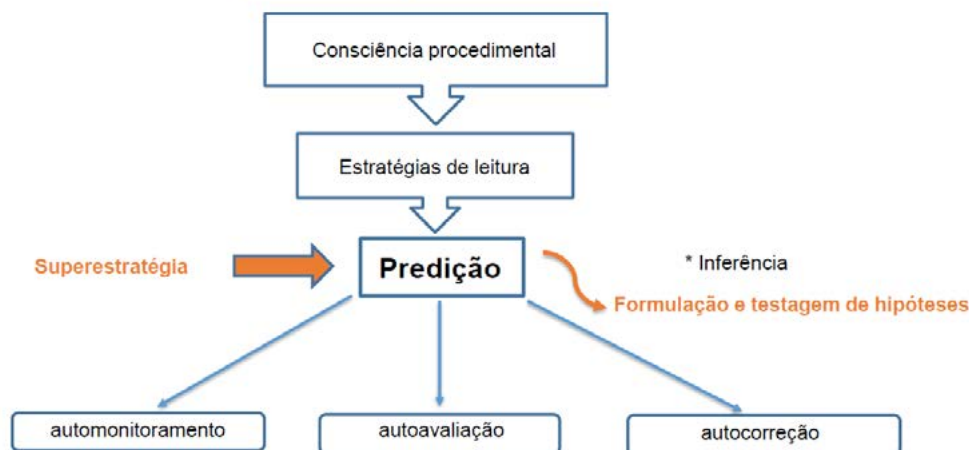 Consciência procedimental
Estratégias de leitura
Superestratégia
Predição
* Inferência
Formulação e testagem de hipóteses
automonitoramento
autoavaliação
autocorreção